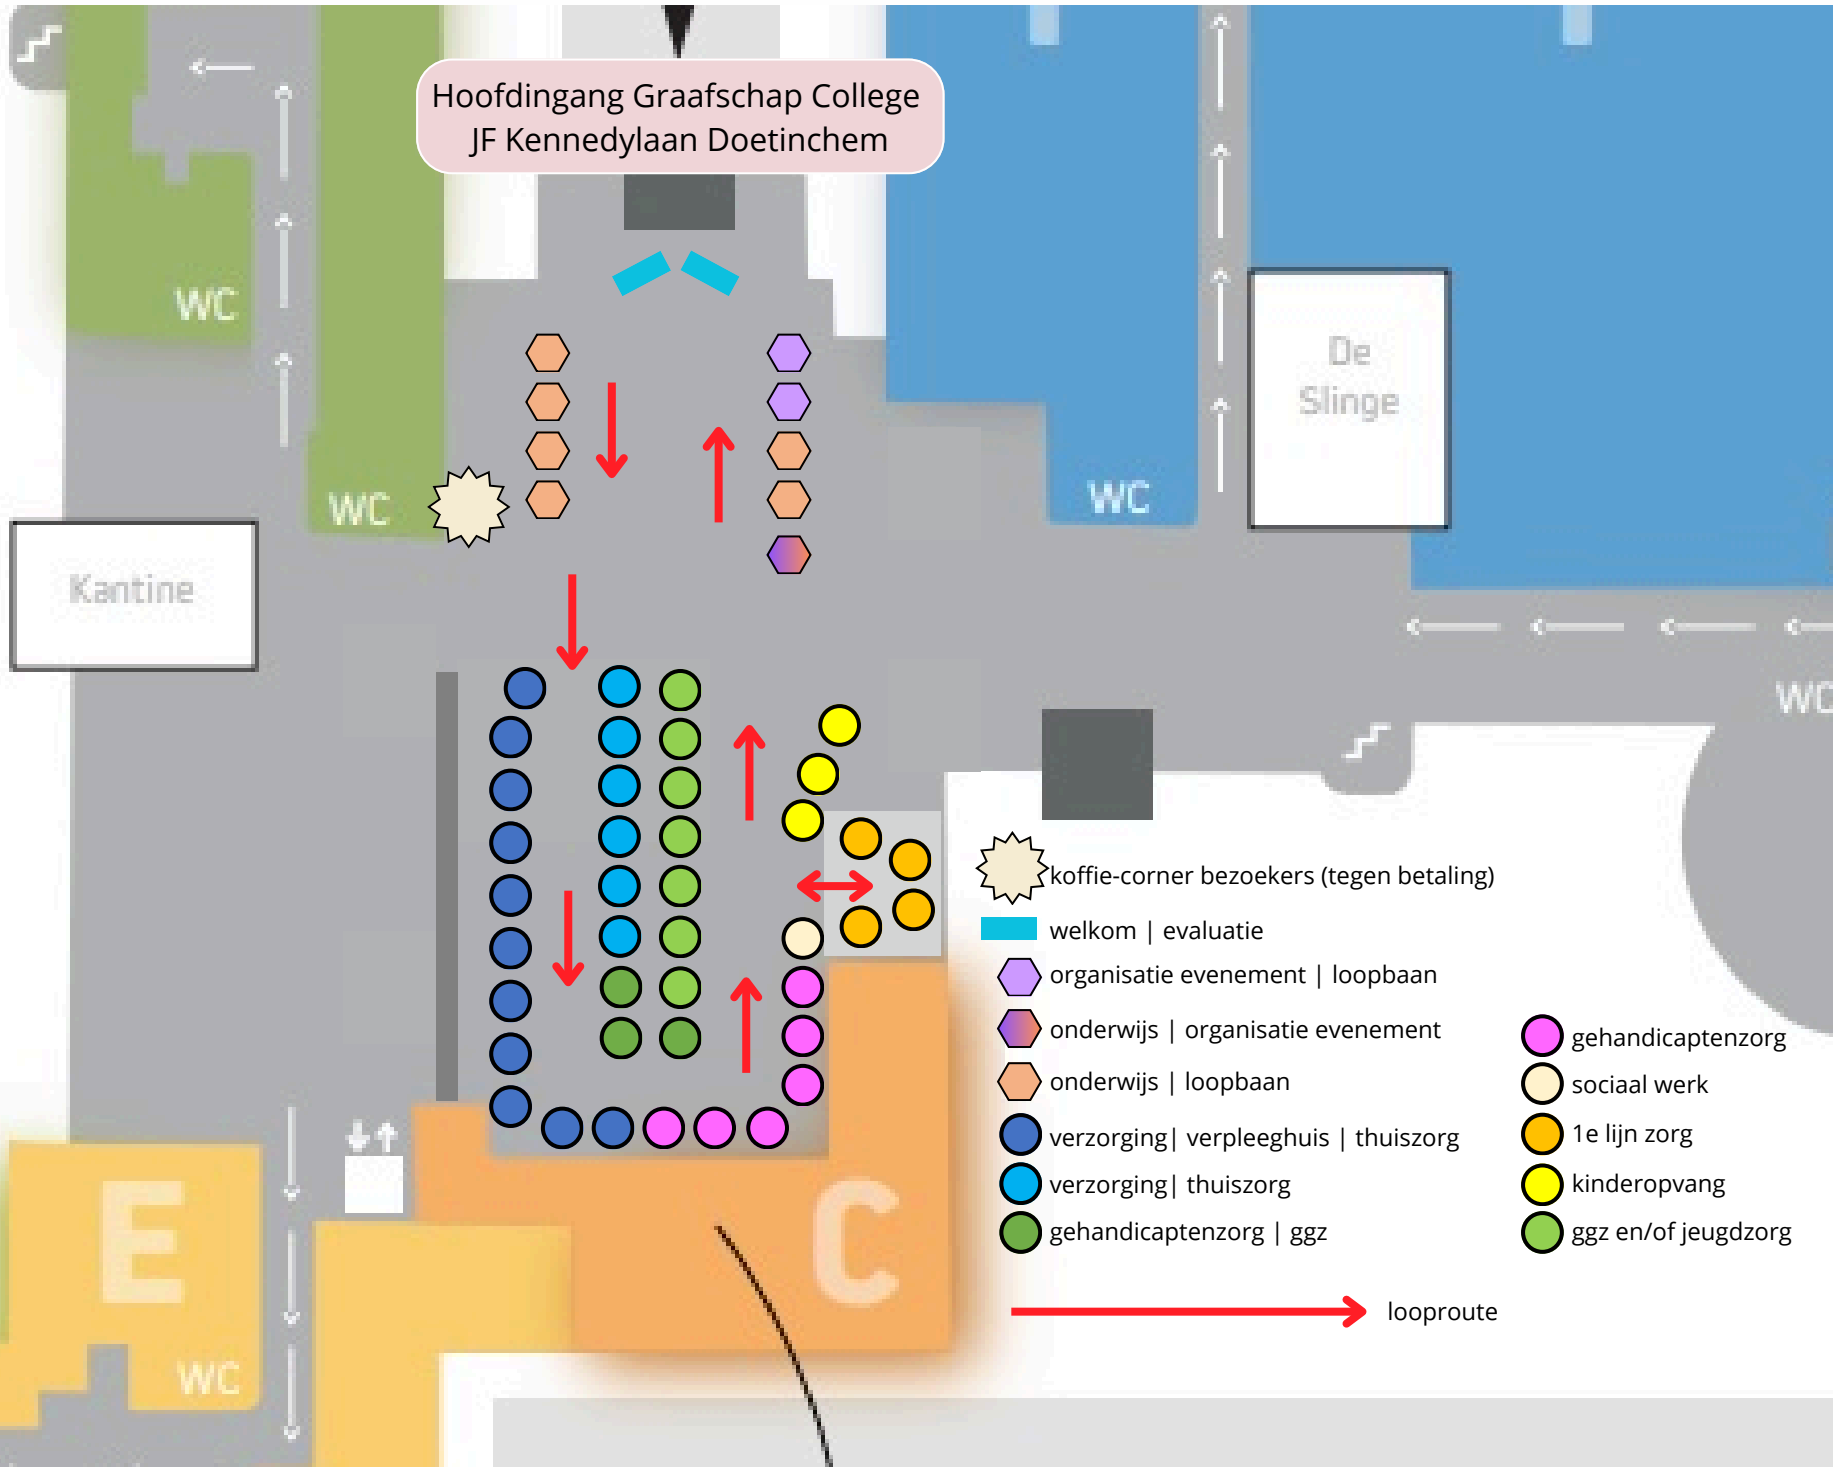 Hoofdingang Graafschap College
JF Kennedylaan Doetinchem
WC
De
Slinge
WC
WC
Kantine
WC
koffie-corner bezoekers (tegen betaling)
welkom | evaluatie
organisatie evenement | loopbaan
onderwijs | organisatie evenement
onderwijs | loopbaan
verzorging| verpleeghuis | thuiszorg
verzorging| thuiszorg
gehandicaptenzorg | ggz
gehandicaptenzorg
sociaal werk
1e lijn zorg
kinderopvang
ggz en/of jeugdzorg
looproute
E
C
WC